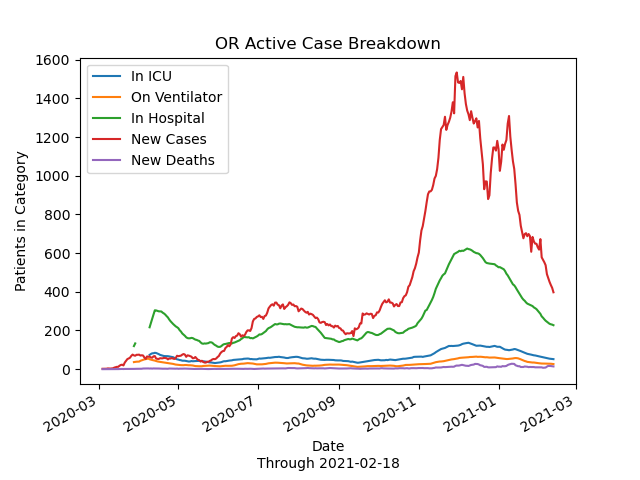 OR Active Case Breakdown
In ICU
On Ventilator
In Hospital
New Cases
New Deaths
Patients in Category
1600
1400
1200
1000
800
600
400
200
0
2020-03
2020-05
2020-07
2020-09
2020-11
2021-01
2021-03
Date
Through 2021-02-18